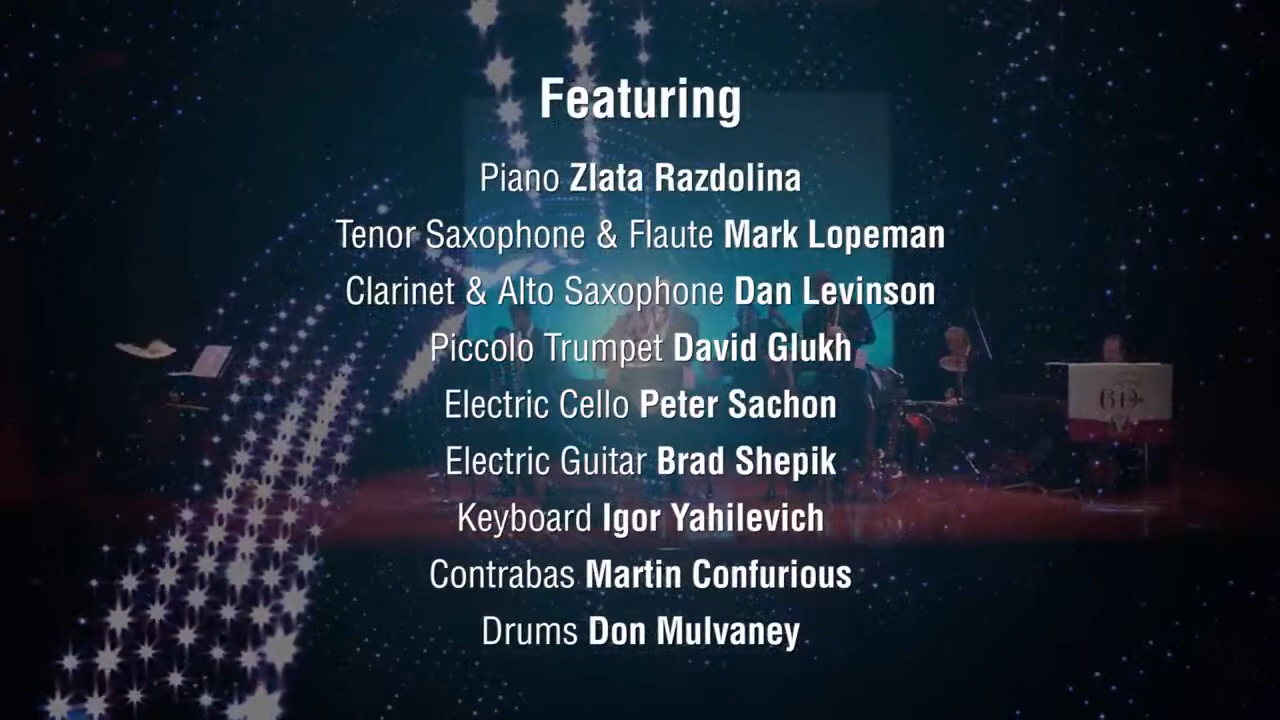 Featuring
Piano Zlata Razdolina
Tenor Saxophone & Flaute Mark Lopeman
Clarinet & Alto Saxophone Dan Levinson
Piccolo Trumpet David Glukh
Electric Cello Peter Sachon
Electric Guitar Brad Shepik
Keyboard Igor Yahilevich
Contrabas Martin Confurious
Drums Don Mulvaney